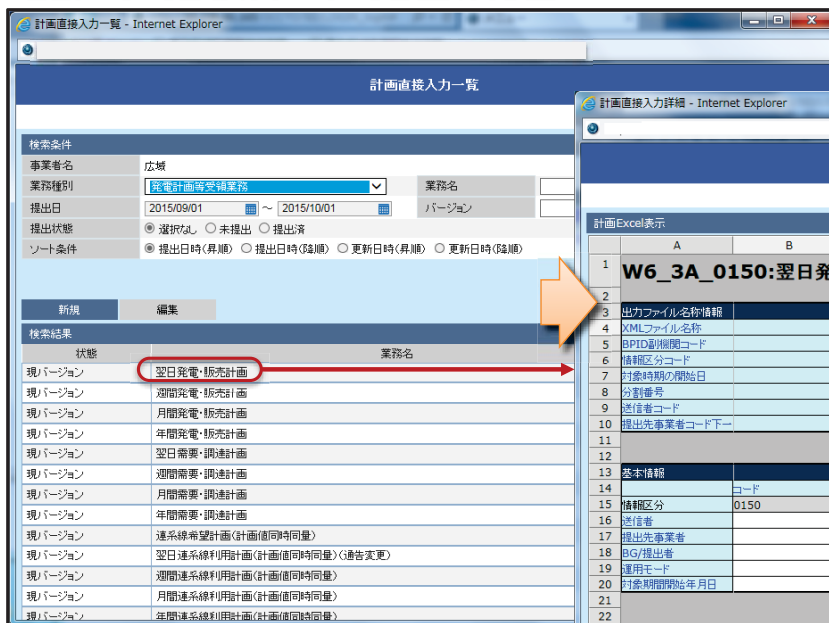 計画直接入力一覧 - Internet Explorer
計画直接入力一覧
検索条件
事業者名 広域
業務種別 発電計画等受領業務 業務名
提出日 2015/09/01 ～ 2015/10/01 バージョン
提出状態 選択なし 未提出 提出済
ソート条件 提出日時(昇順) 提出日時(降順) 更新日時(昇順) 更新日時(降順)
新規 編集
検索結果
状態 業務名
現バージョン 翌日発電・販売計画
現バージョン 週間発電・販売計画
現バージョン 月間発電・販売計画
現バージョン 年間発電・販売計画
現バージョン 翌日需要・調達計画
現バージョン 週間需要・調達計画
現バージョン 月間需要・調達計画
現バージョン 年間需要・調達計画
現バージョン 連系線希望計画(計画値同時同量)
現バージョン 翌日連系線利用計画(計画値同時同量)(通告変更)
現バージョン 週間連系線利用計画(計画値同時同量)
現バージョン 月間連系線利用計画(計画値同時同量)
現バージョン 年間連系線利用計画(計画値同時同量)
計画直接入力詳細 - Internet Explorer
計画Excel表示
A B
1 W6_3A_0150:翌日発
2
3 出力ファイル名称情報
4 XMLファイル名称
5 BPID副機関コード
6 情報区分コード
7 対象時期の開始日
8 分割番号
9 送信者コード
10 提出先事業者コード下一
11
12
13 基本情報
14 コード
15 情報区分 0150
16 送信者
17 提出先事業者
18 BG/提出者
19 運用モード
20 対象期間開始年月日
21
22